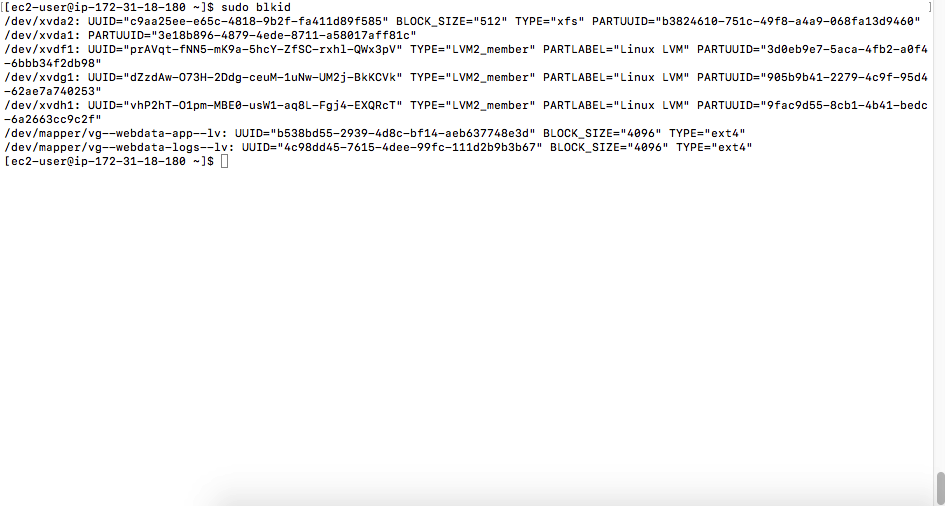 [[ec2-user@ip-172-31-18-180 ~]$ sudo blkid ]
/dev/xvda2: UUID="c9aa25ee-e65c-4818-9b2f-fa411d89f585" BLOCK_SIZE="512" TYPE="xfs" PARTUUID="b3824610-751c-49f8-a4a9-068fa13d9460"
/dev/xvda1: PARTUUID="3e18b896-4879-4ede-8711-a58017aff81c"
/dev/xvdf1: UUID="prAVqt-fNN5-mK9a-5hcY-ZfSC-rxhl-QWx3pV" TYPE="LVM2_member" PARTLABEL="Linux LVM" PARTUUID="3d0eb9e7-5aca-4fb2-a0f4
-6bbb34f2db98"
/dev/xvdg1: UUID="dZzdAw-O73H-2Ddg-ceuM-1uNw-UM2j-BkKCVk" TYPE="LVM2_member" PARTLABEL="Linux LVM" PARTUUID="905b9b41-2279-4c9f-95d4
-62ae7a740253"
/dev/xvdh1: UUID="vhP2hT-O1pm-MBE0-usW1-aq8L-Fgj4-EXQRcT" TYPE="LVM2_member" PARTLABEL="Linux LVM" PARTUUID="9fac9d55-8cb1-4b41-bedc
-6a2663cc9c2f"
/dev/mapper/vg--webdata-app--lv: UUID="b538bd55-2939-4d8c-bf14-aeb637748e3d" BLOCK_SIZE="4096" TYPE="ext4"
/dev/mapper/vg--webdata-logs--lv: UUID="4c98dd45-7615-4dee-99fc-111d2b9b3b67" BLOCK_SIZE="4096" TYPE="ext4"
[ec2-user@ip-172-31-18-180 ~]$